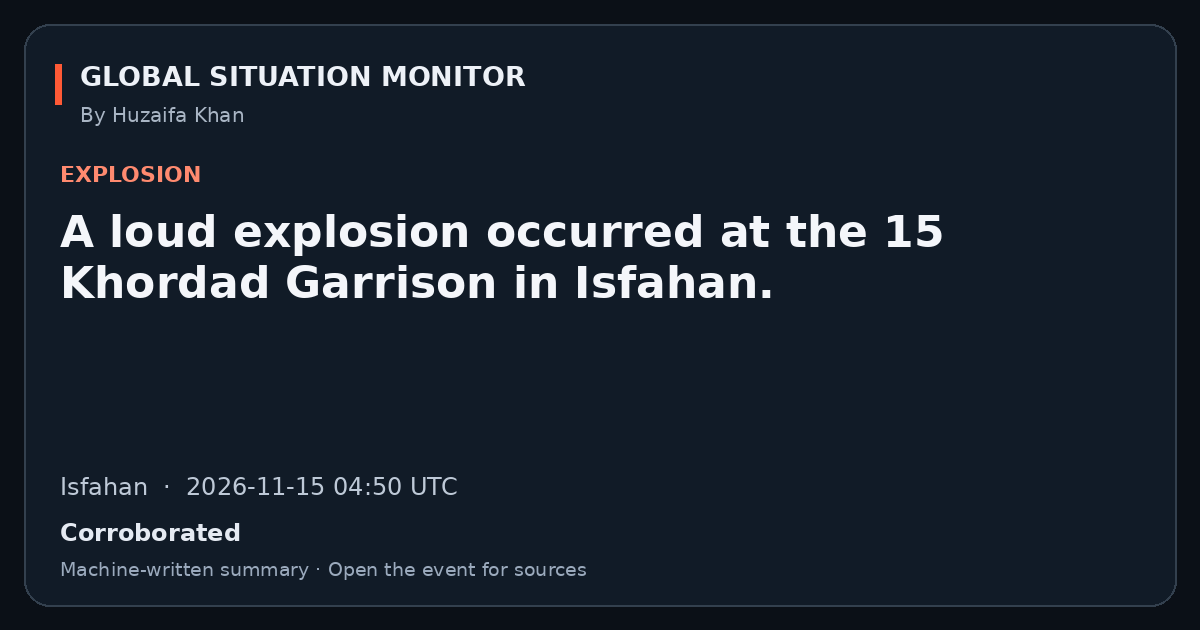 GLOBAL SITUATION MONITOR
By Huzaifa Khan
EXPLOSION
A loud explosion occurred at the 15
Khordad Garrison in Isfahan.
Isfahan · 2026-11-15 04:50 UTC
Corroborated
Machine-written summary · Open the event for sources